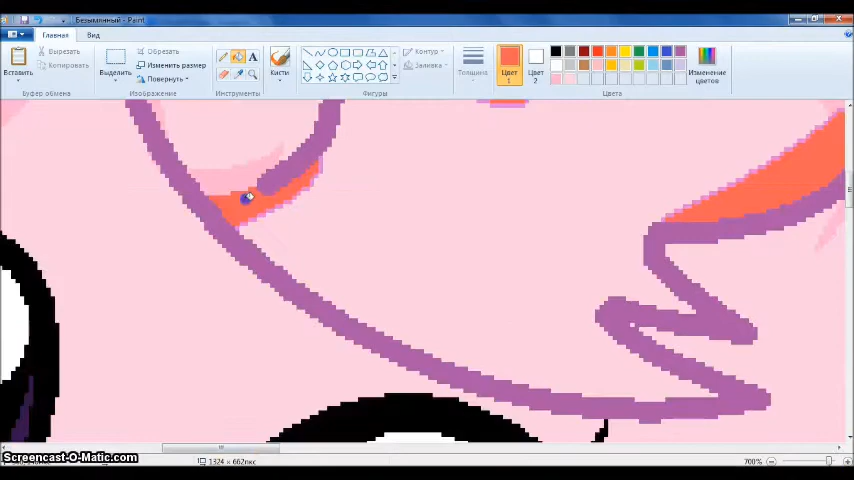 Безымянный - Paint
Главная
Вид
Вставить
Вырезать
Копировать
Буфер обмена
Выделить
Обрезать
Изменить размер
Повернуть
Изображение
A
Инструменты
Кисти
Контур
Заливка
Фигуры
Толщина
Цвет
1
Цвет
2
Изменение
цветов
Цвета
Screencast-O-Matic.com
1324 × 662пкс
700%